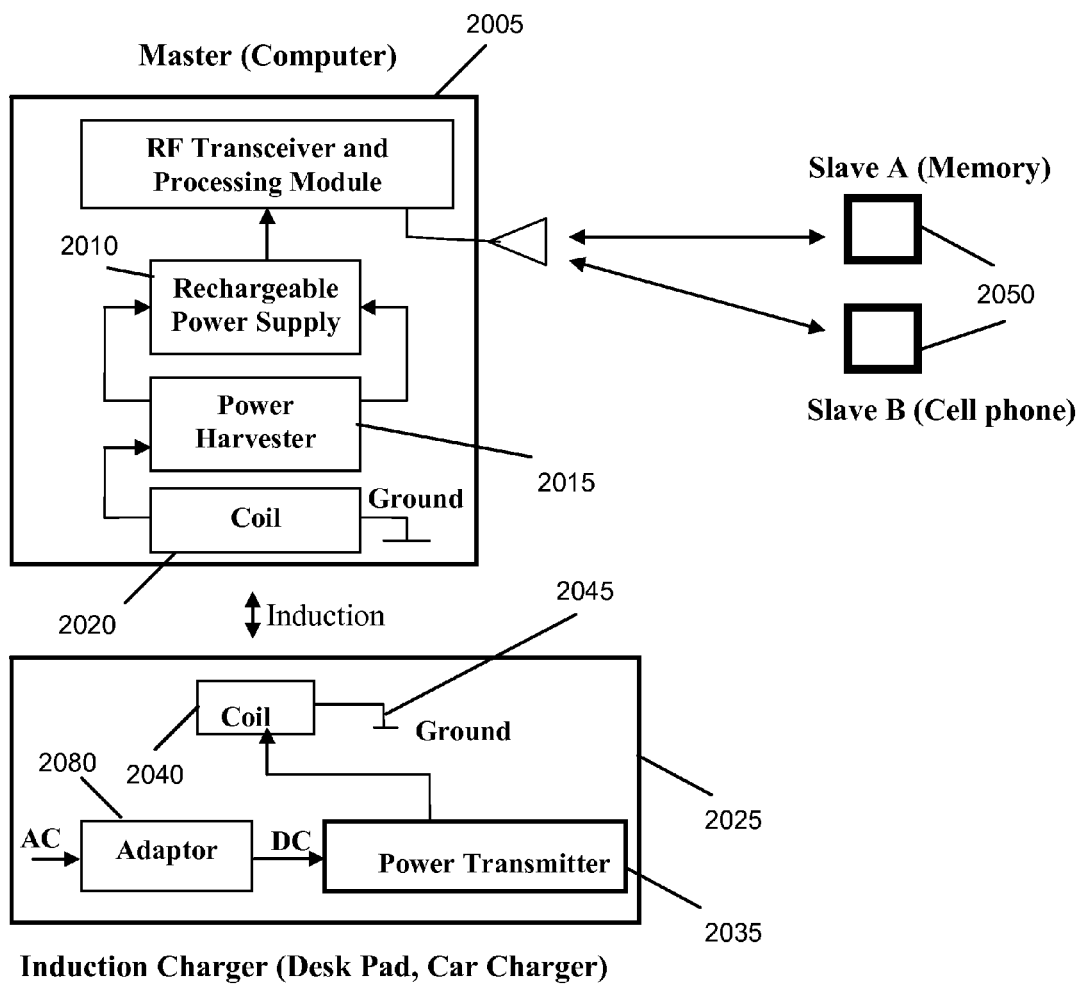 2005
Master (Computer)
RF Transceiver and
Processing Module
Slave A (Memory)
2010
Rechargeable
Power Supply
2050
Power
Harvester
Slave B (Cell phone)
2015
Ground
Coil
2020
Induction
2045
Coil
Ground
2080
2040
2025
AC
Adaptor
DC
Power Transmitter
2035
Induction Charger (Desk Pad, Car Charger)